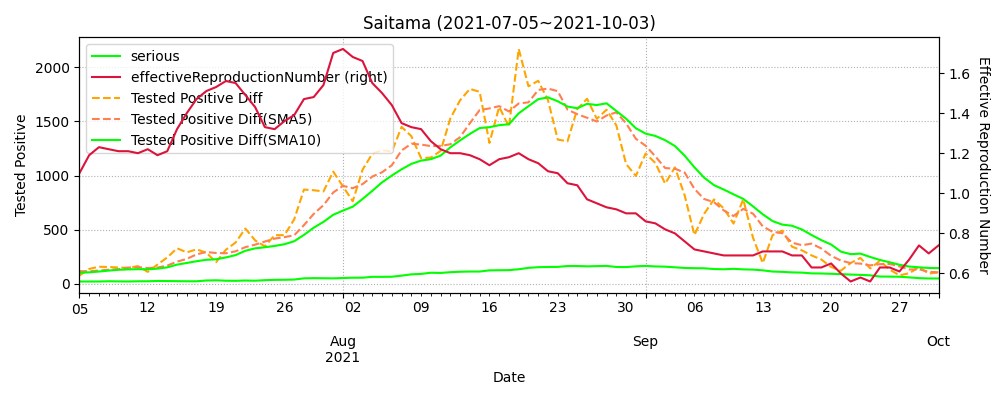 Saitama (2021-07-05~2021-10-03)
serious
effectiveReproductionNumber (right)
Tested Positive Diff
Tested Positive Diff(SMA5)
Tested Positive Diff(SMA10)
Tested Positive
2000
1500
1000
500
0
1.6
1.4
1.2
1.0
0.8
0.6
Effective Reproduction Number
05 12 19 26 02 09 16 23 30 06 13 20 27
Aug Sep Oct
2021
Date